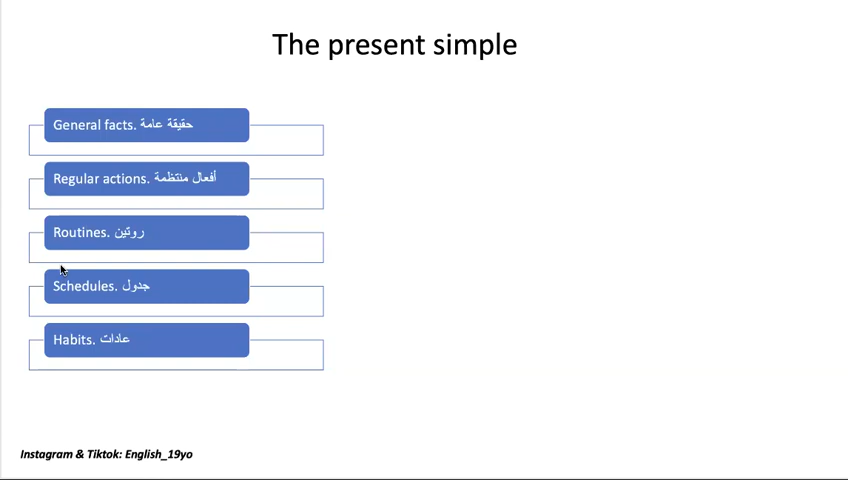 The present simple
General facts. حقيقة عامة
Regular actions. أفعال منتظمة
Routines. روتين
Schedules. جدول
Habits. عادات
Instagram & Tiktok: English_19yo